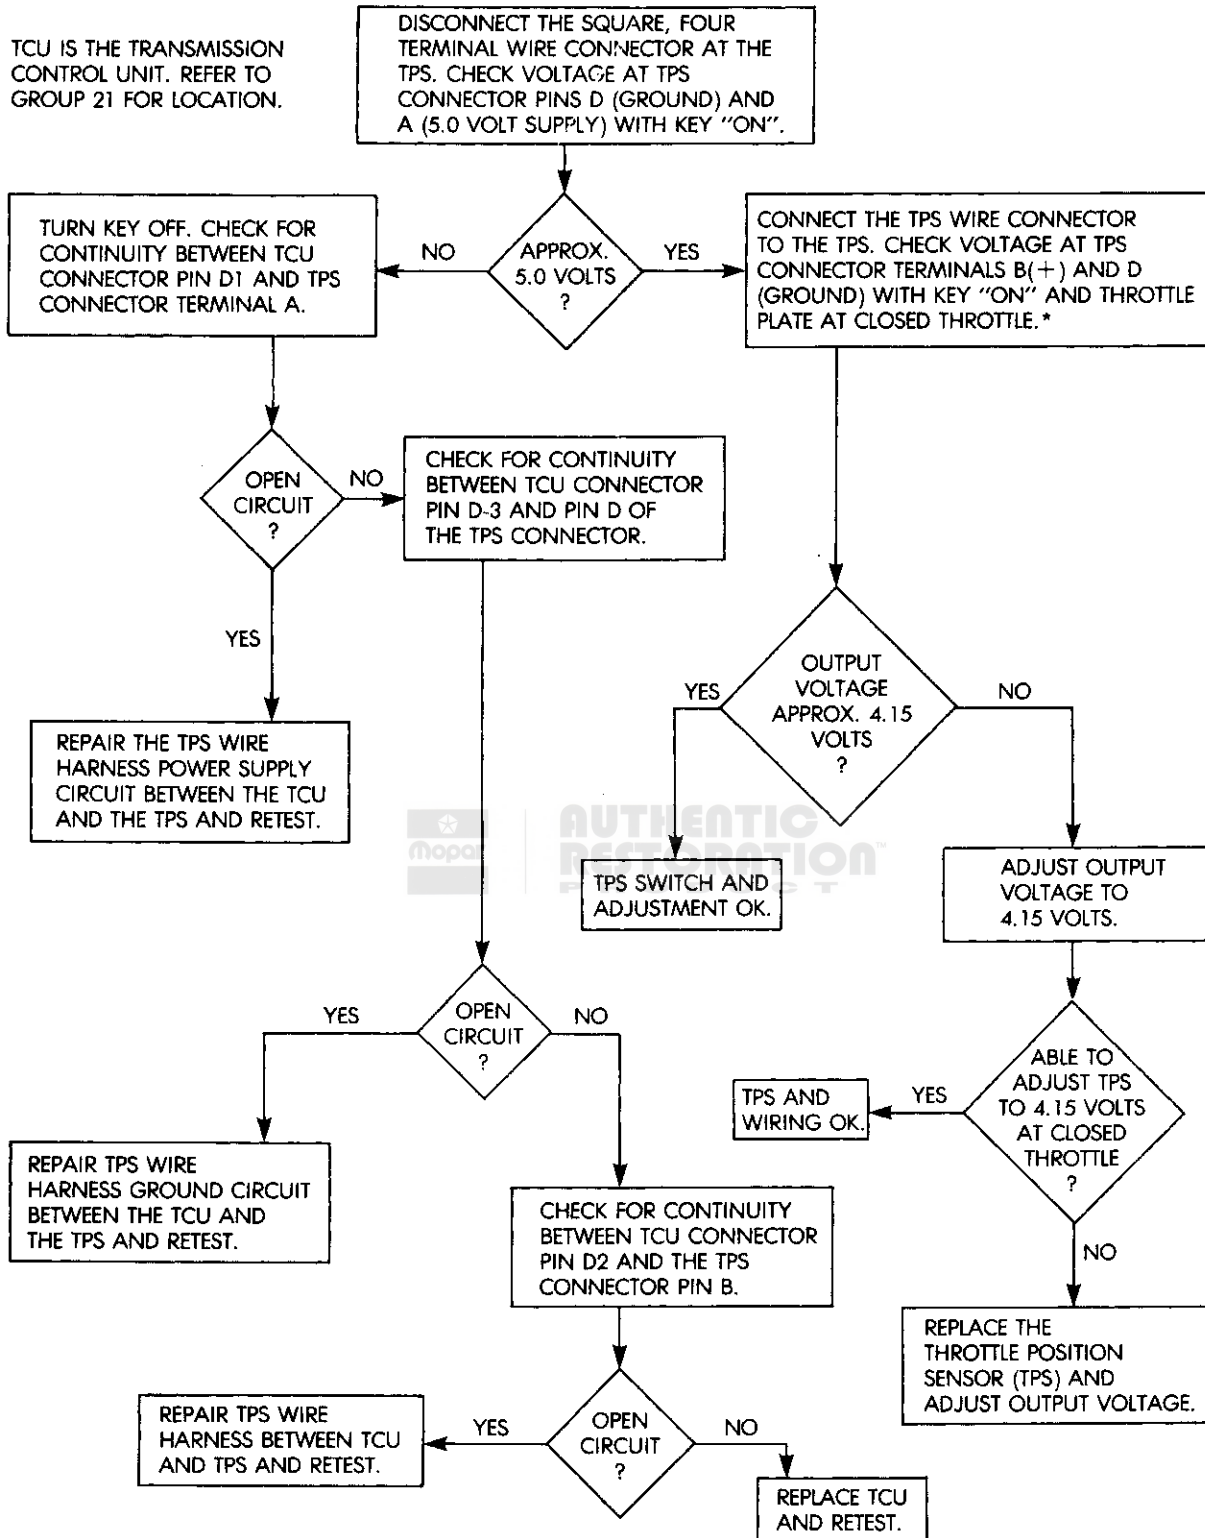 TCU IS THE TRANSMISSION
CONTROL UNIT. REFER TO
GROUP 21 FOR LOCATION.
DISCONNECT THE SQUARE, FOUR
TERMINAL WIRE CONNECTOR AT THE
TPS. CHECK VOLTAGE AT TPS
CONNECTOR PINS D (GROUND) AND
A (5.0 VOLT SUPPLY) WITH KEY "ON".
TURN KEY OFF. CHECK FOR
CONTINUITY BETWEEN TCU
CONNECTOR PIN D1 AND TPS
CONNECTOR TERMINAL A.
NO
APPROX.
5.0 VOLTS
?
YES
CONNECT THE TPS WIRE CONNECTOR
TO THE TPS. CHECK VOLTAGE AT TPS
CONNECTOR TERMINALS B(+) AND D
(GROUND) WITH KEY "ON" AND THROTTLE
PLATE AT CLOSED THROTTLE.*
OPEN
CIRCUIT
?
NO
CHECK FOR CONTINUITY
BETWEEN TCU CONNECTOR
PIN D-3 AND PIN D OF
THE TPS CONNECTOR.
YES
REPAIR THE TPS WIRE
HARNESS POWER SUPPLY
CIRCUIT BETWEEN THE TCU
AND THE TPS AND RETEST.
YES
OUTPUT
VOLTAGE
APPROX. 4.15
VOLTS
?
NO
Mopar
AUTHENTIC
RESTORATION™
PRODUCT
TPS SWITCH AND
ADJUSTMENT OK.
ADJUST OUTPUT
VOLTAGE TO
4.15 VOLTS.
YES
OPEN
CIRCUIT
?
NO
TPS AND
WIRING OK.
YES
ABLE TO
ADJUST TPS
TO 4.15 VOLTS
AT CLOSED
THROTTLE
?
REPAIR TPS WIRE
HARNESS GROUND CIRCUIT
BETWEEN THE TCU AND
THE TPS AND RETEST.
CHECK FOR CONTINUITY
BETWEEN TCU CONNECTOR
PIN D2 AND THE TPS
CONNECTOR PIN B.
NO
REPLACE THE
THROTTLE POSITION
SENSOR (TPS) AND
ADJUST OUTPUT VOLTAGE.
REPAIR TPS WIRE
HARNESS BETWEEN TCU
AND TPS AND RETEST.
YES
OPEN
CIRCUIT
?
NO
REPLACE TCU
AND RETEST.